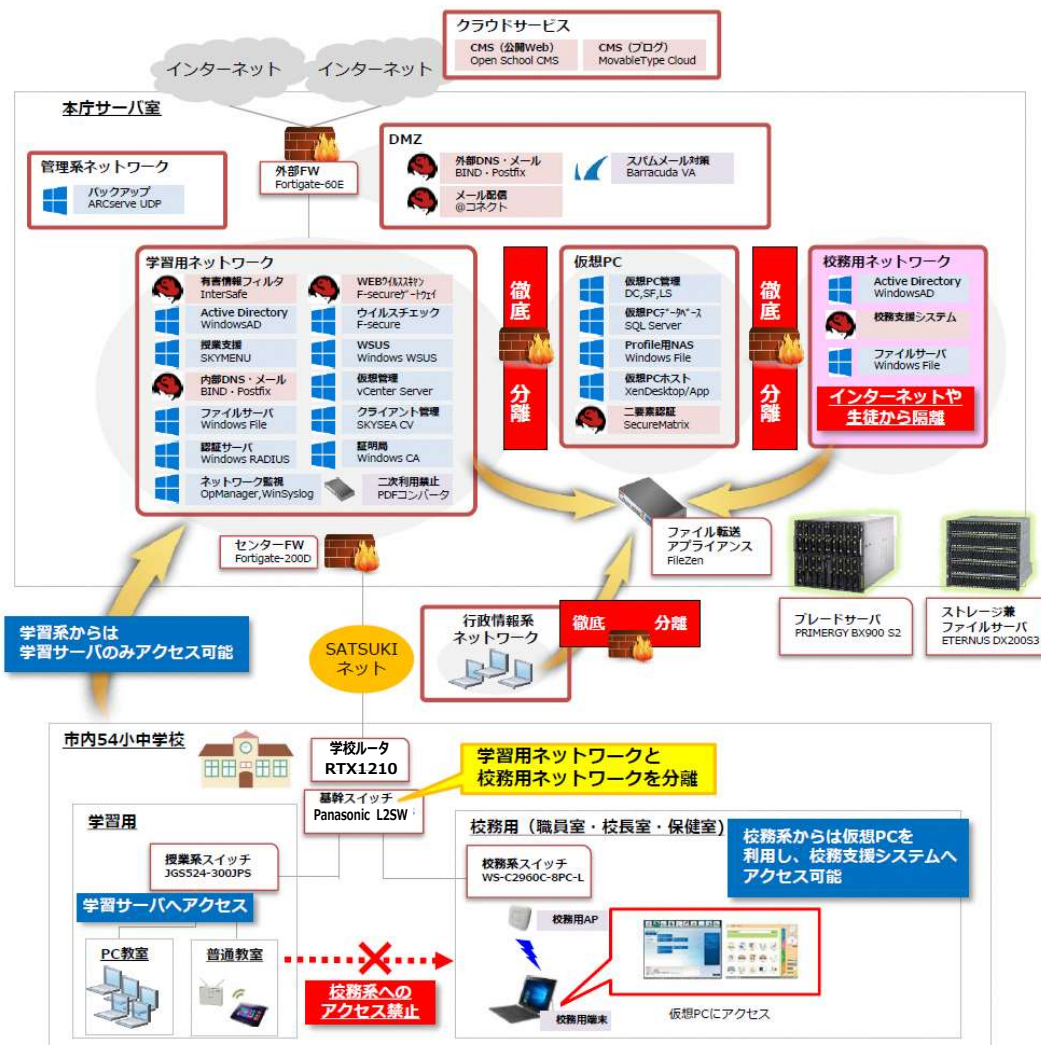 クラウドサービス
CMS（公開Web）
Open School CMS
CMS（ブログ）
MovableType Cloud
インターネット
インターネット
本庁サーバ室
管理系ネットワーク
バックアップ
ARCserve UDP
外部FW
Fortigate-60E
DMZ
外部DNS・メール
BIND・Postfix
メール配信
@コネクト
スパムメール対策
Barracuda VA
学習用ネットワーク
有害情報フィルタ
InterSafe
Active Directory
WindowsAD
授業支援
SKYMENU
内部DNS・メール
BIND・Postfix
ファイルサーバ
Windows File
認証サーバ
Windows RADIUS
ネットワーク監視
OpManager,WinSyslog
WEBｳｲﾙｽｽｷｬﾝ
F-secureｹﾞｰﾄｳｪｲ
ウイルスチェック
F-secure
WSUS
Windows WSUS
仮想管理
vCenter Server
クライアント管理
SKYSEA CV
証明局
Windows CA
二次利用禁止
PDFコンバータ
徹底
分離
仮想PC
仮想PC管理
DC,SF,LS
仮想PCﾃﾞｰﾀﾍﾞｰｽ
SQL Server
Profile用NAS
Windows File
仮想PCホスト
XenDesktop/App
二要素認証
SecureMatrix
徹底
分離
校務用ネットワーク
Active Directory
WindowsAD
校務支援システム
ファイルサーバ
Windows File
インターネットや
生徒から隔離
センターFW
Fortigate-200D
ファイル転送
アプライアンス
FileZen
ブレードサーバ
PRIMERGY BX900 S2
ストレージ兼
ファイルサーバ
ETERNUS DX200S3
学習系からは
学習サーバのみアクセス可能
SATSUKI
ネット
行政情報系
ネットワーク
徹底 分離
市内54小中学校
学校ルータ
RTX1210
基幹スイッチ
Panasonic L2SW
学習用ネットワークと
校務用ネットワークを分離
学習用
授業系スイッチ
JGS524-300JPS
学習サーバへアクセス
PC教室
普通教室
校務系への
アクセス禁止
校務用（職員室・校長室・保健室）
校務系スイッチ
WS-C2960C-8PC-L
校務系からは仮想PCを
利用し、校務支援システムへ
アクセス可能
校務用AP
校務用端末
仮想PCにアクセス